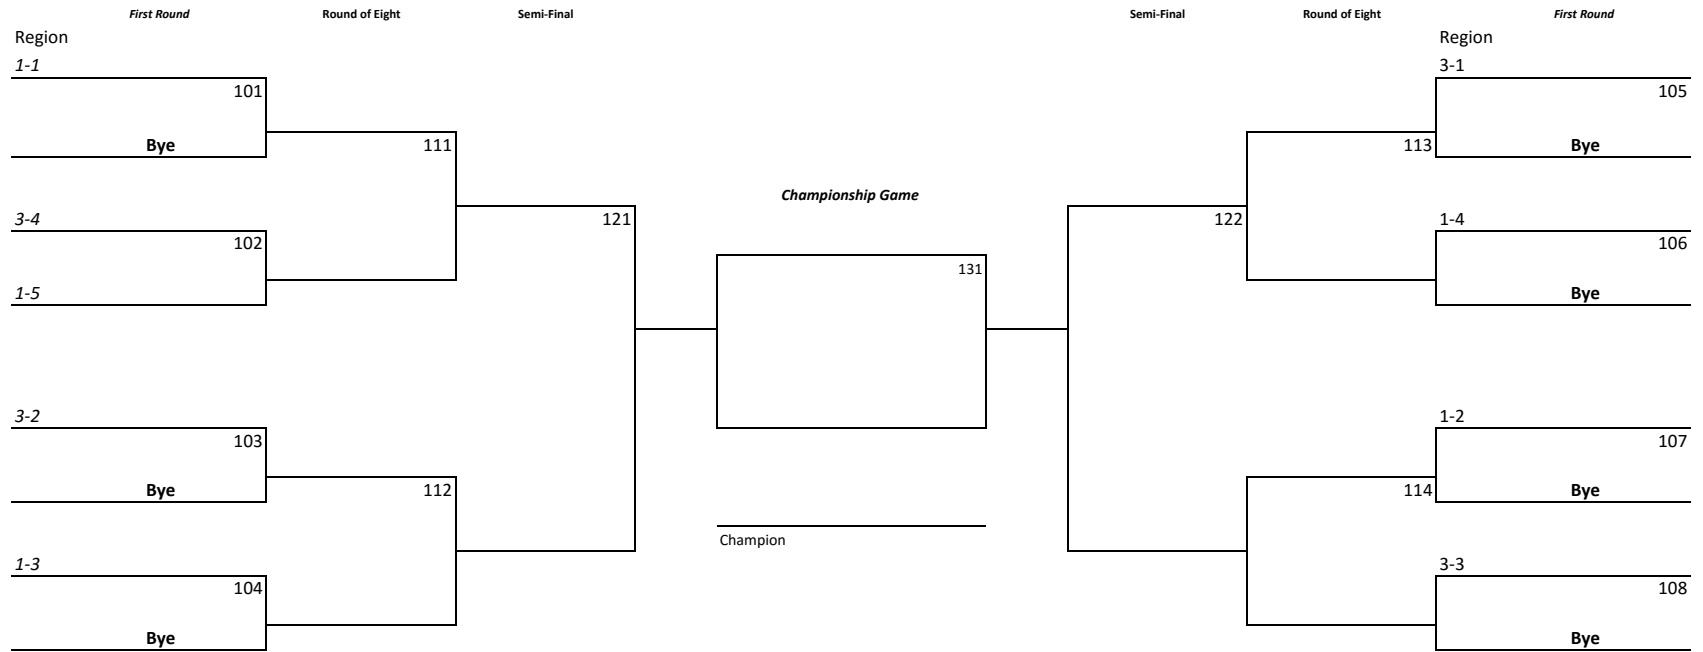 First Round Round of Eight Semi-Final Semi-Final Round of Eight First Round
Region Region
1-1 3-1
101 105
Bye 111 113 Bye
Championship Game
3-4 121 122 1-4
102 106
131
1-5 Bye
3-2 1-2
103 107
Bye 112 114 Bye
Champion
1-3 3-3
104 108
Bye Bye